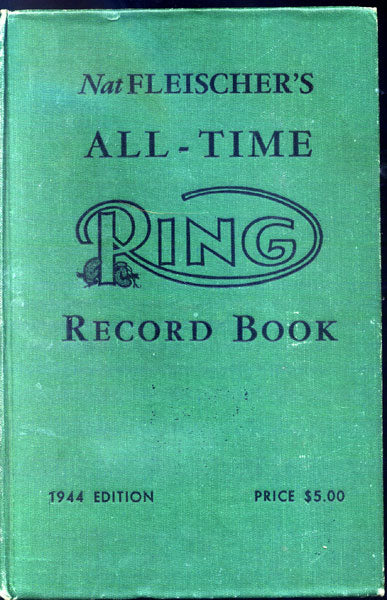 Nat FLEISCHER'S
ALL-TIME
RING
RECORD BOOK
1944 EDITION PRICE $5.00